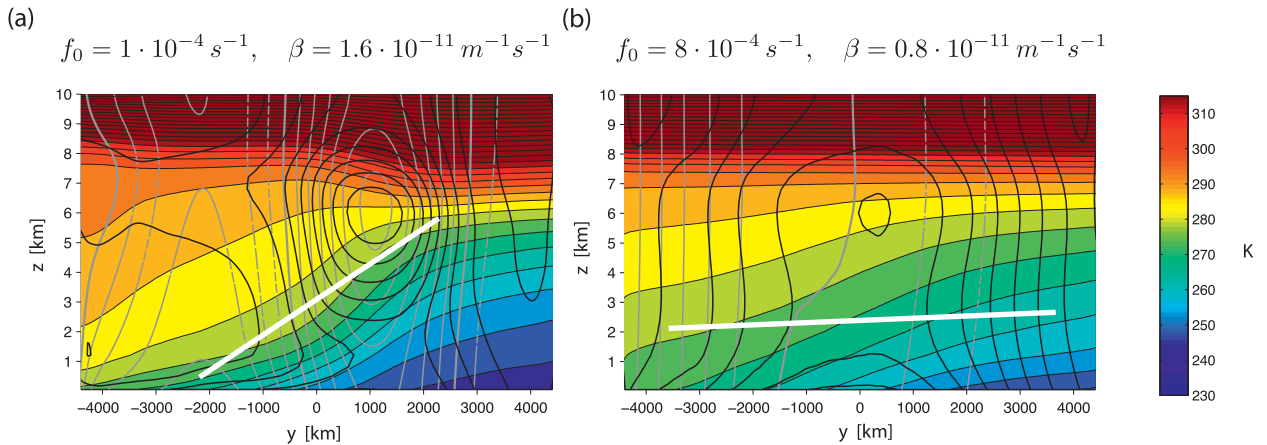 (a)
f₀ = 1 · 10⁻⁴ s⁻¹, β = 1.6 · 10⁻¹¹ m⁻¹s⁻¹
10
9
8
7
6
5
4
3
2
1
z [km]
−4000 −3000 −2000 −1000 0 1000 2000 3000 4000
y [km]
(b)
f₀ = 8 · 10⁻⁴ s⁻¹, β = 0.8 · 10⁻¹¹ m⁻¹s⁻¹
10
9
8
7
6
5
4
3
2
1
z [km]
−4000 −3000 −2000 −1000 0 1000 2000 3000 4000
y [km]
310
300
290
280
270
260
250
240
230
K